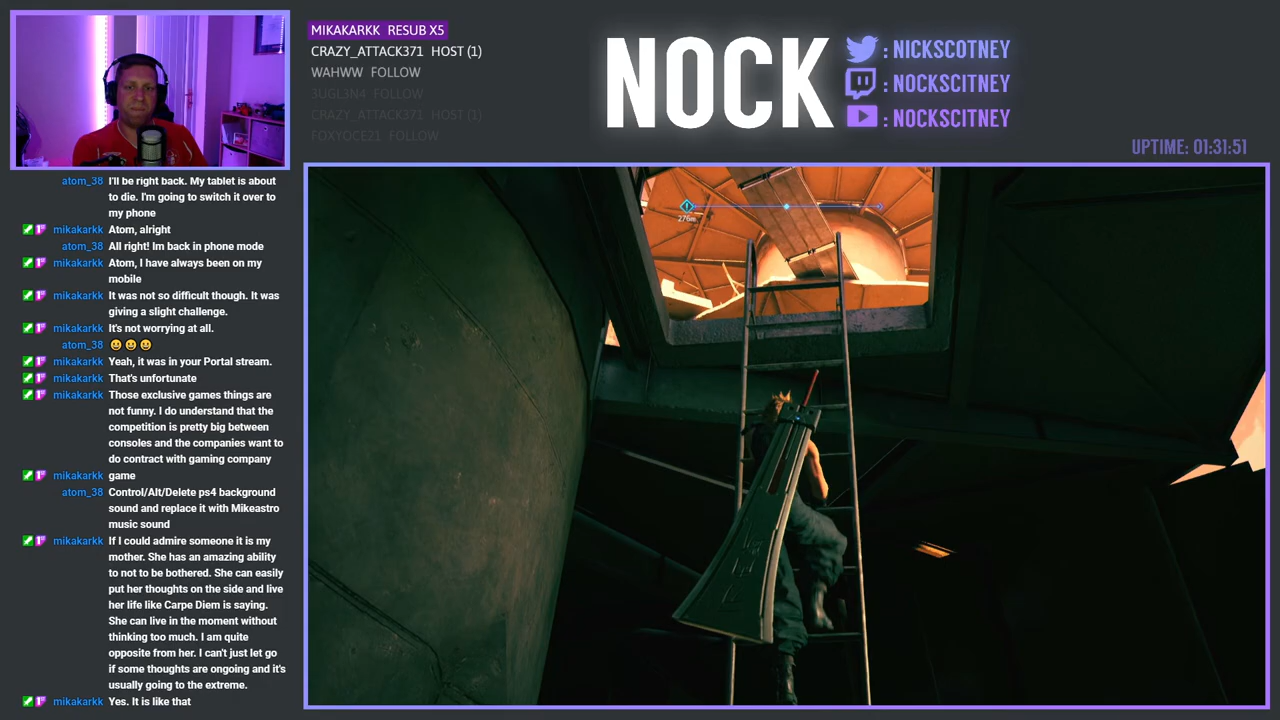 MIKAKARKK RESUB X5
CRAZY_ATTACK371 HOST (1)
WAHWW FOLLOW
3UGL3N4 FOLLOW
CRAZY_ATTACK371 HOST (1)
FOXYOCE21 FOLLOW
NOCK
: NICKSCOTNEY
: NOCKSCITNEY
: NOCKSCITNEY
UPTIME: 01:31:51
276m
atom_38 I'll be right back. My tablet is about
to die. I'm going to switch it over to
my phone
mikakarkk Atom, alright
atom_38 All right! Im back in phone mode
mikakarkk Atom, I have always been on my
mobile
mikakarkk It was not so difficult though. It was
giving a slight challenge.
mikakarkk It's not worrying at all.
atom_38 😀😀😀
mikakarkk Yeah, it was in your Portal stream.
mikakarkk That's unfortunate
mikakarkk Those exclusive games things are
not funny. I do understand that the
competition is pretty big between
consoles and the companies want to
do contract with gaming company
mikakarkk game
atom_38 Control/Alt/Delete ps4 background
sound and replace it with Mikeastro
music sound
mikakarkk If I could admire someone it is my
mother. She has an amazing ability
to not to be bothered. She can easily
put her thoughts on the side and live
her life like Carpe Diem is saying.
She can live in the moment without
thinking too much. I am quite
opposite from her. I can't just let go
if some thoughts are ongoing and it's
usually going to the extreme.
mikakarkk Yes. It is like that